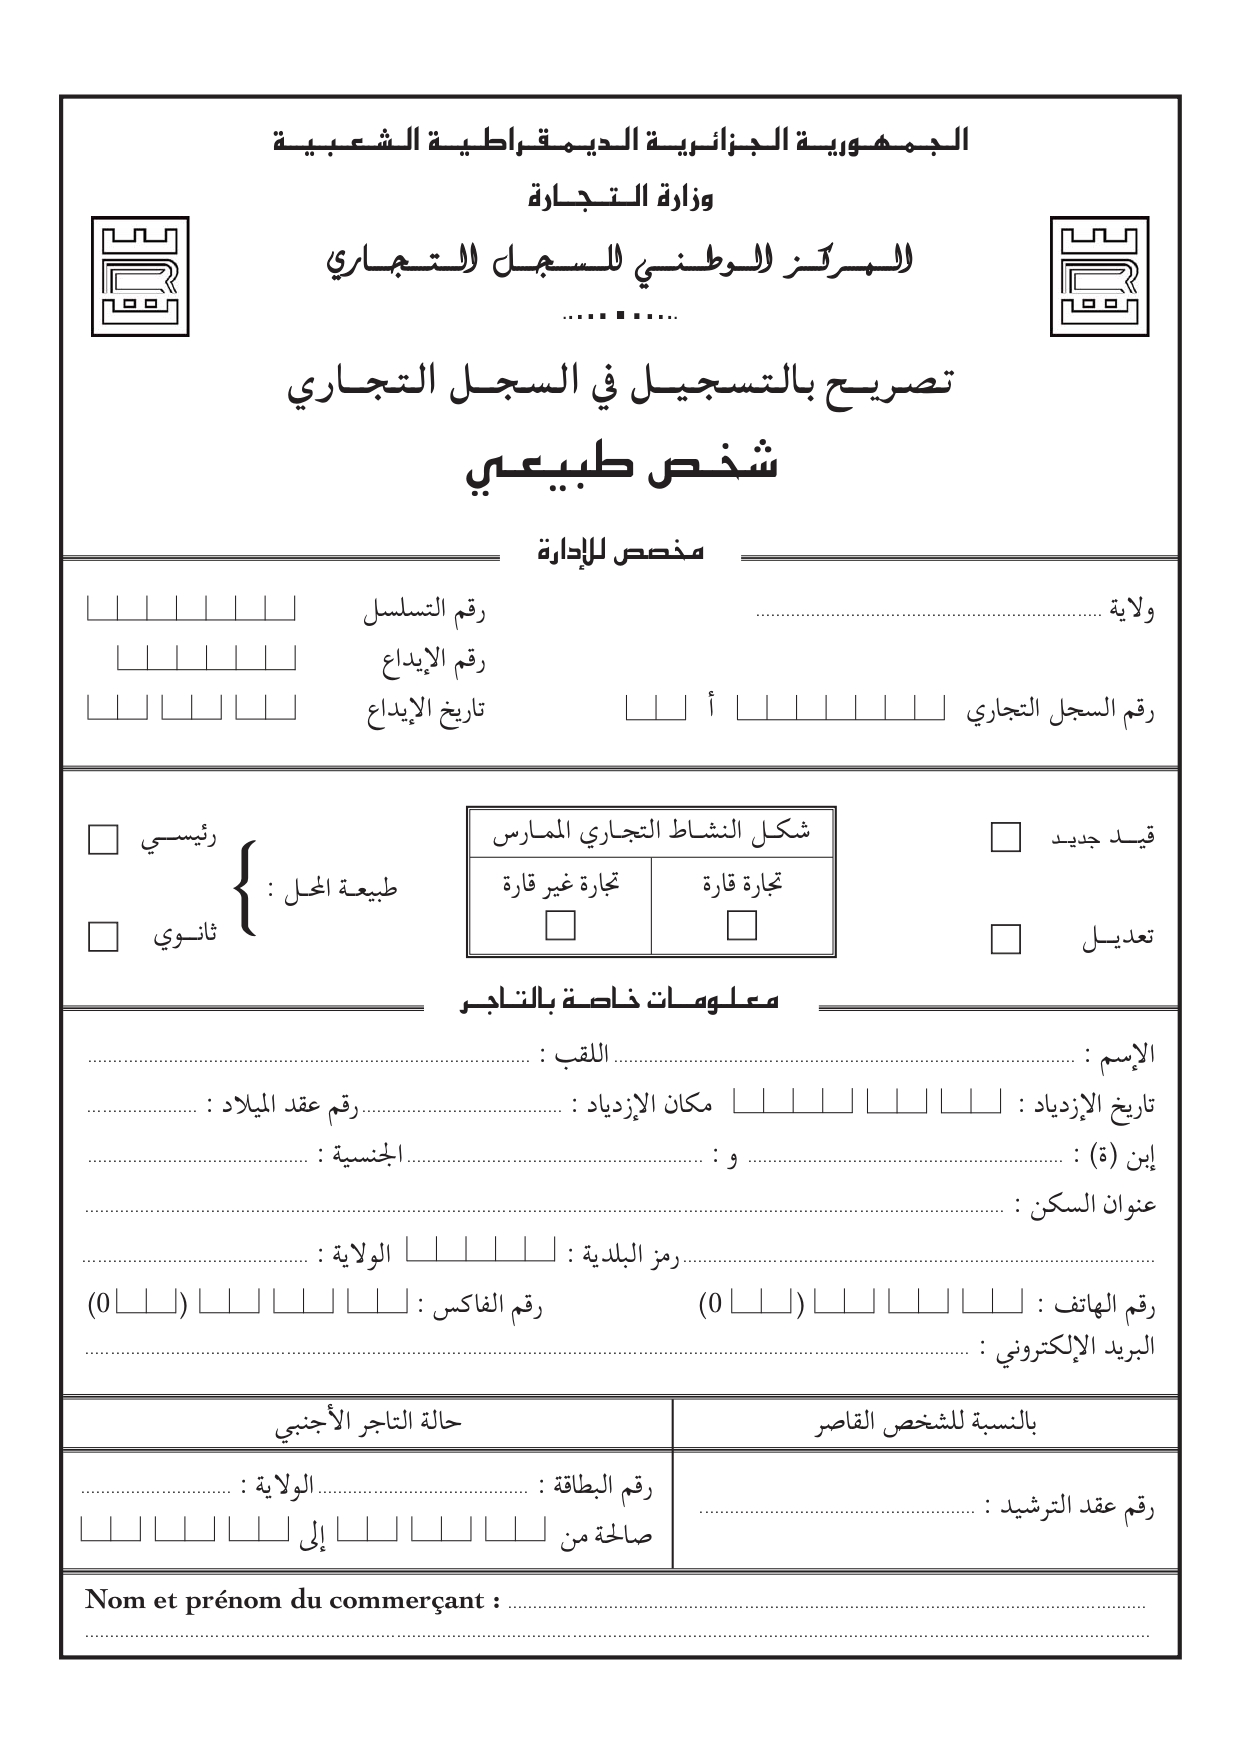 الجمهورية الجزائرية الديمقراطية الشعبية
وزارة التجارة
المركز الوطني للسجل التجاري
تصريح بالتسجيل في السجل التجاري
شخص طبيعي
مخصص للإدارة
ولاية ........................ رقم التسلسل
رقم الإيداع
رقم السجل التجاري أ تاريخ الإيداع
قيد جديد
تعديل
شكل النشاط التجاري الممارس
تجارة قارة تجارة غير قارة
طبيعة المحل :
رئيسي
ثانوي
معلومات خاصة بالتاجر
الإسم : ........................ اللقب : ........................
تاريخ الإزدياد : مكان الإزدياد : ........................ رقم عقد الميلاد : ........................
إبن (ة) : ........................ و : ........................ الجنسية : ........................
عنوان السكن : ........................
........................ رمز البلدية : الولاية : ........................
رقم الهاتف : (0 ) رقم الفاكس : (0 )
البريد الإلكتروني : ........................
بالنسبة للشخص القاصر
رقم عقد الترشيد : ........................
حالة التاجر الأجنبي
رقم البطاقة : ........................ الولاية : ........................
صالحة من إلى
Nom et prénom du commerçant : ........................